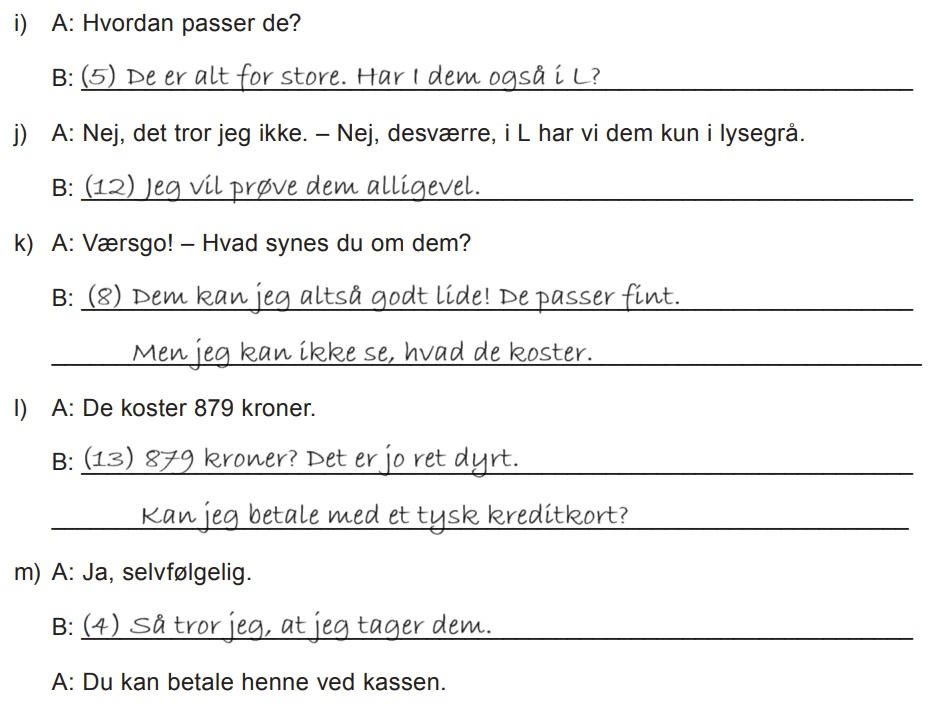 i) A: Hvordan passer de?
B: (5) De er alt for store. Har I dem også i L?
j) A: Nej, det tror jeg ikke. – Nej, desværre, i L har vi dem kun i lysegrå.
B: (12) Jeg vil prøve dem alligevel.
k) A: Værsgo! – Hvad synes du om dem?
B: (8) Dem kan jeg altså godt lide! De passer fint.
Men jeg kan ikke se, hvad de koster.
l) A: De koster 879 kroner.
B: (13) 879 kroner? Det er jo ret dyrt.
Kan jeg betale med et tysk kreditkort?
m) A: Ja, selvfølgelig.
B: (4) Så tror jeg, at jeg tager dem.
A: Du kan betale henne ved kassen.